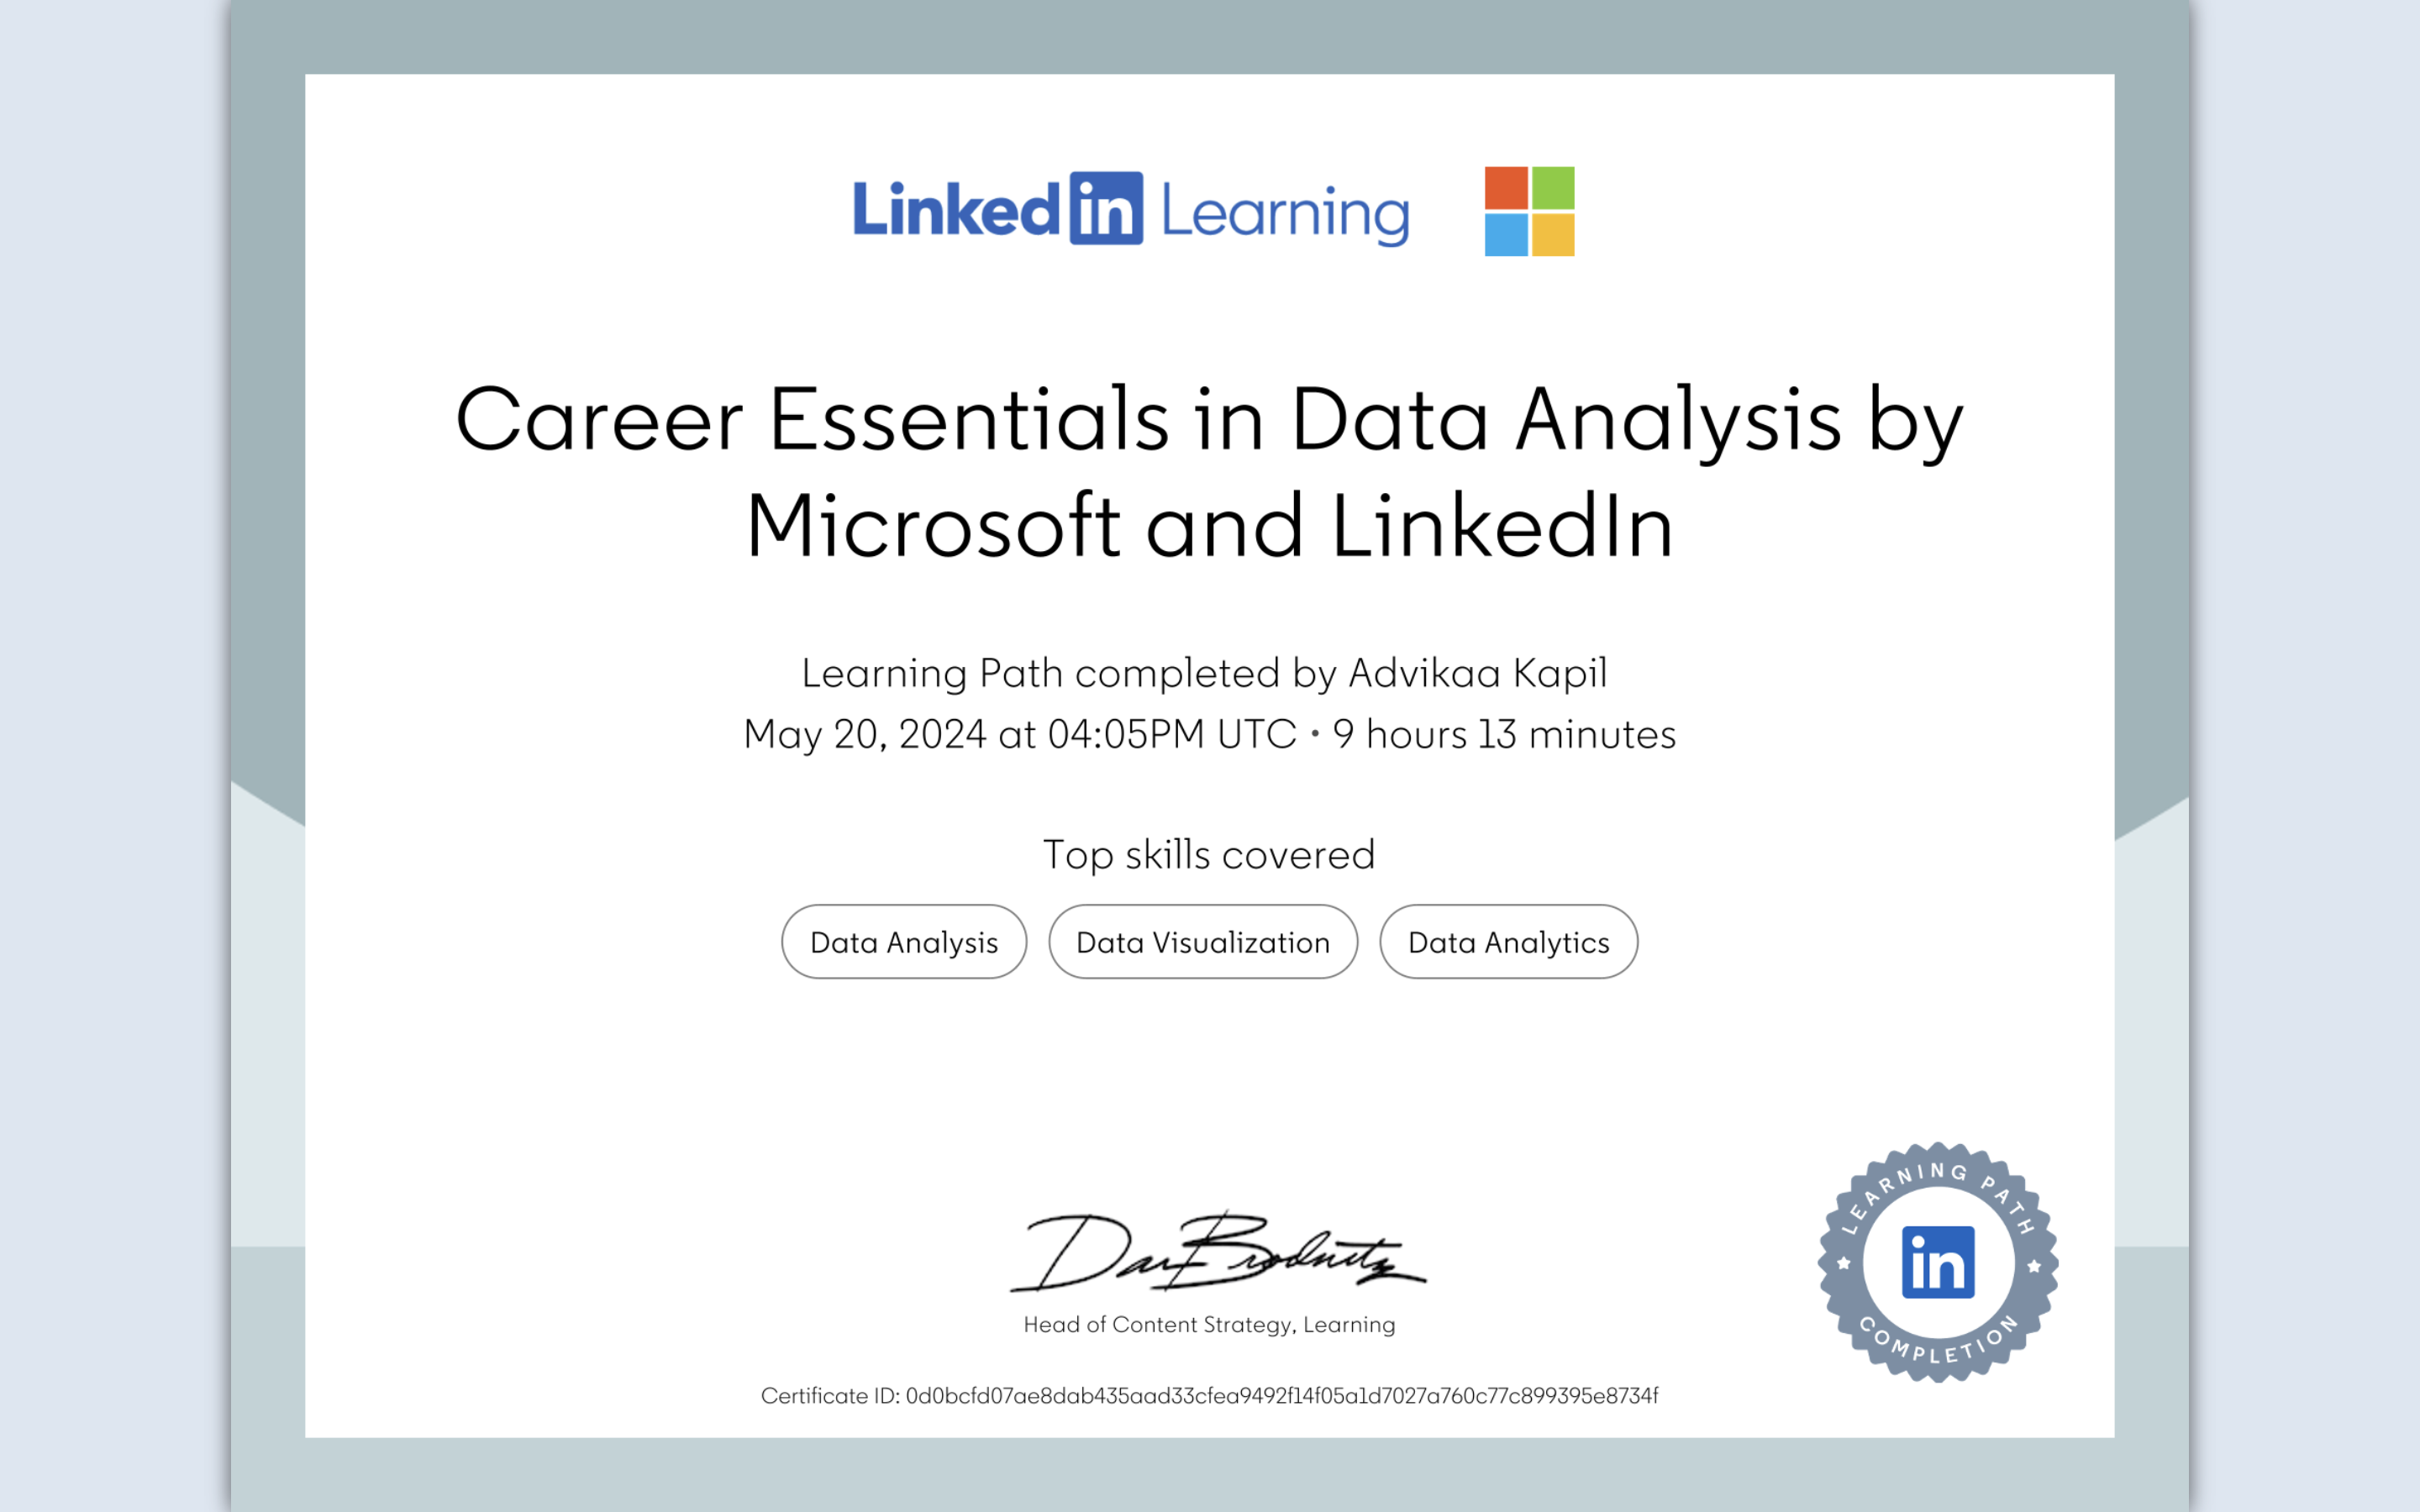 Linked in Learning
Career Essentials in Data Analysis by
Microsoft and LinkedIn
Learning Path completed by Advikaa Kapil
May 20, 2024 at 04:05PM UTC • 9 hours 13 minutes
Top skills covered
Data Analysis Data Visualization Data Analytics
Dan Brodnitz
Head of Content Strategy, Learning
Certificate ID: 0d0bcfd07ae8dab435aad33cfea9492f14f05a1d7027a760c77c899395e8734f
LEARNING PATH
in
COMPLETION